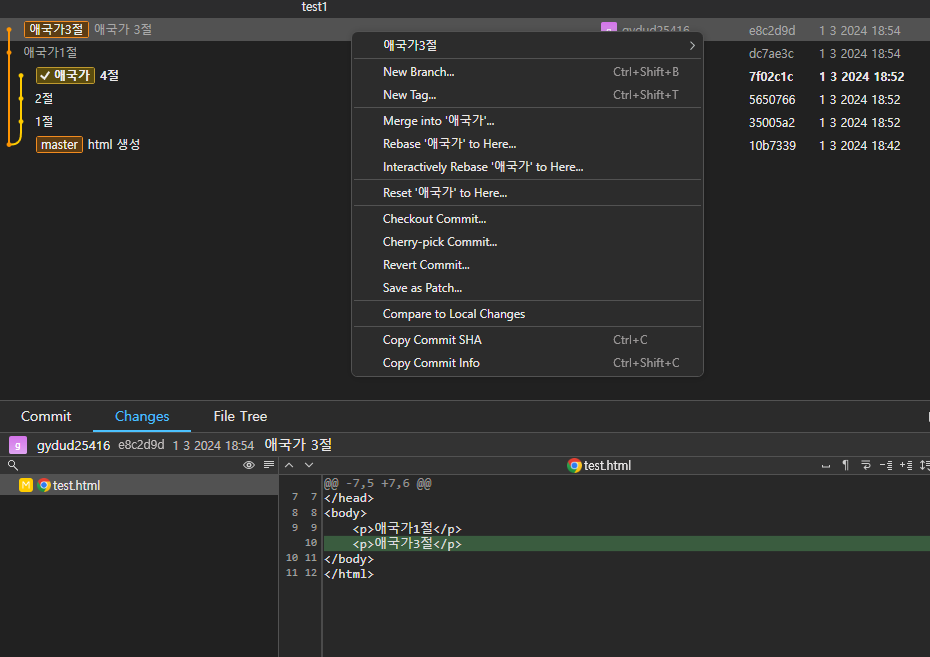 test1
애국가3절 애국가 3절 gydud25416 e8c2d9d 1 3 2024 18:54
애국가1절 dc7ae3c 1 3 2024 18:54
애국가 4절 7f02c1c 1 3 2024 18:52
2절 5650766 1 3 2024 18:52
1절 35005a2 1 3 2024 18:52
master html 생성 10b7339 1 3 2024 18:42
애국가3절
New Branch... Ctrl+Shift+B
New Tag... Ctrl+Shift+T
Merge into '애국가'...
Rebase '애국가' to Here...
Interactively Rebase '애국가' to Here...
Reset '애국가' to Here...
Checkout Commit...
Cherry-pick Commit...
Revert Commit...
Save as Patch...
Compare to Local Changes
Copy Commit SHA Ctrl+C
Copy Commit Info Ctrl+Shift+C
Commit Changes File Tree
g gydud25416 e8c2d9d 1 3 2024 18:54 애국가 3절
test.html
M test.html
@@ -7,5 +7,6 @@
7 7 </head>
8 8 <body>
9 9 <p>애국가1절</p>
10 <p>애국가3절</p>
10 11 </body>
11 12 </html>